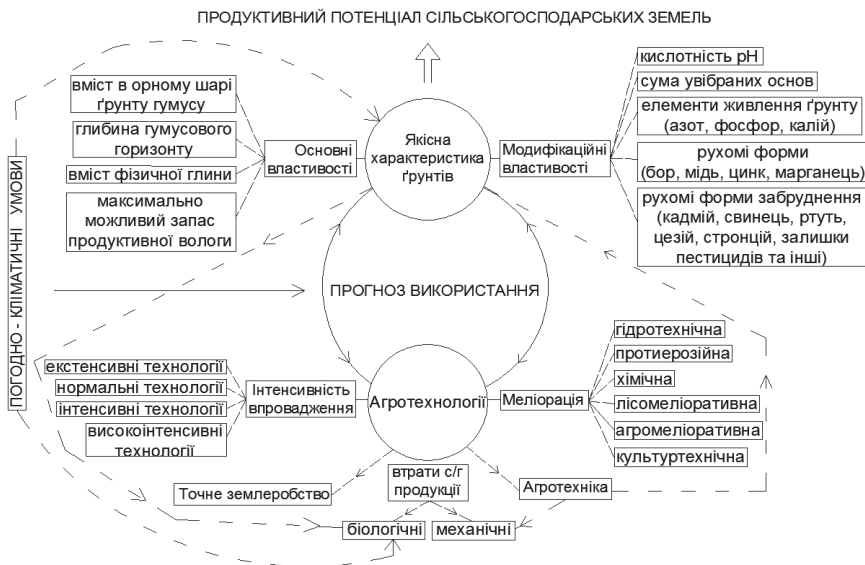 ПРОДУКТИВНИЙ ПОТЕНЦІАЛ СІЛЬСЬКОГОСПОДАРСЬКИХ ЗЕМЕЛЬ
ПОГОДНО - КЛІМАТИЧНІ УМОВИ
вміст в орному шарі
ґрунту гумусу
глибина гумусового
горизонту
вміст фізичної глини
максимально
можливий запас
продуктивної вологи
Основні
властивості
Якісна
характеристика
ґрунтів
Модифікаційні
властивості
кислотність рН
сума увібраних основ
елементи живлення ґрунту
(азот, фосфор, калій)
рухомі форми
(бор, мідь, цинк, марганець)
рухомі форми забруднення
(кадмій, свинець, ртуть,
цезій, стронцій, залишки
пестицидів та інші)
ПРОГНОЗ ВИКОРИСТАННЯ
екстенсивні технології
нормальні технології
інтенсивні технології
високоінтенсивні
технології
Інтенсивність
впровадження
Агротехнології
Меліорація
гідротехнічна
протиерозійна
хімічна
лісомеліоративна
агромеліоративна
культуртехнічна
Точне землеробство
втрати с/г
продукції
Агротехніка
біологічні
механічні